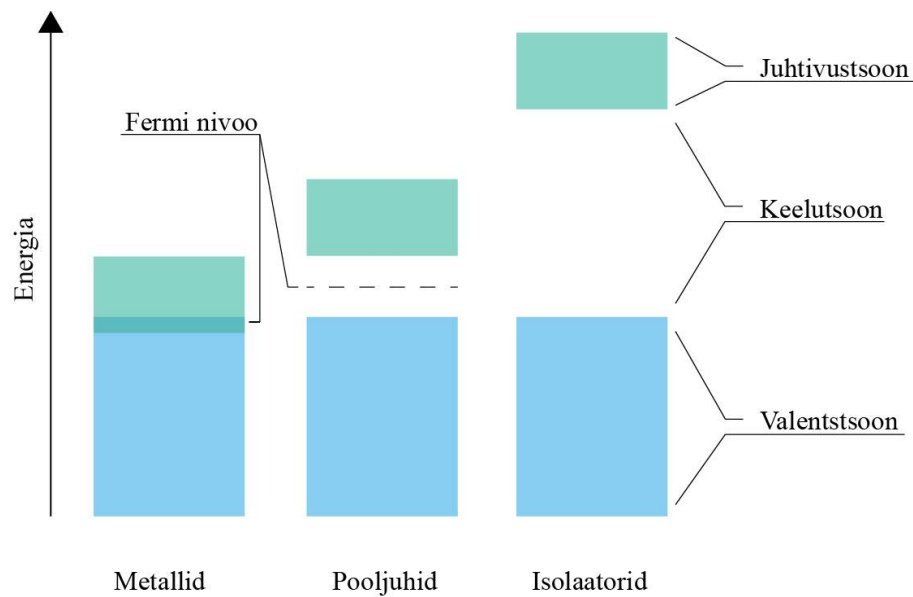 Juhtivustsoon
Fermi nivoo
Keelutsoon
Energia
Valentstsoon
Metallid
Pooljuhid
Isolaatorid